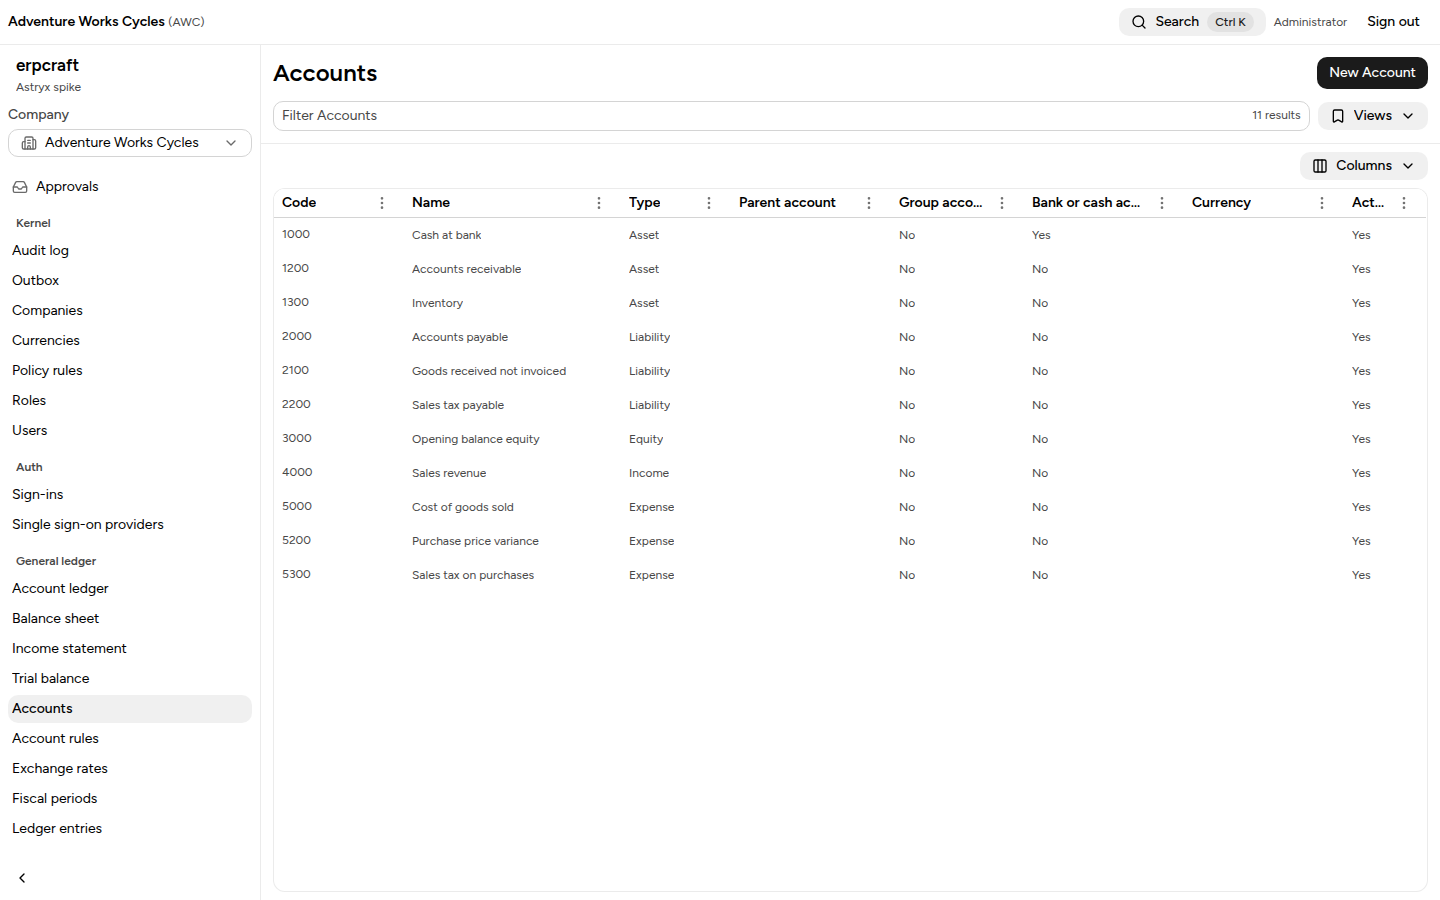 Adventure Works Cycles (AWC)
Search Ctrl K Administrator Sign out
erpcraft
Astryx spike
Company
Adventure Works Cycles
Approvals
Kernel
Audit log
Outbox
Companies
Currencies
Policy rules
Roles
Users
Auth
Sign-ins
Single sign-on providers
General ledger
Account ledger
Balance sheet
Income statement
Trial balance
Accounts
Account rules
Exchange rates
Fiscal periods
Ledger entries
Accounts
New Account
Filter Accounts 11 results Views
Columns
Code Name Type Parent account Group acco... Bank or cash ac... Currency Act...
1000 Cash at bank Asset No Yes Yes
1200 Accounts receivable Asset No No Yes
1300 Inventory Asset No No Yes
2000 Accounts payable Liability No No Yes
2100 Goods received not invoiced Liability No No Yes
2200 Sales tax payable Liability No No Yes
3000 Opening balance equity Equity No No Yes
4000 Sales revenue Income No No Yes
5000 Cost of goods sold Expense No No Yes
5200 Purchase price variance Expense No No Yes
5300 Sales tax on purchases Expense No No Yes